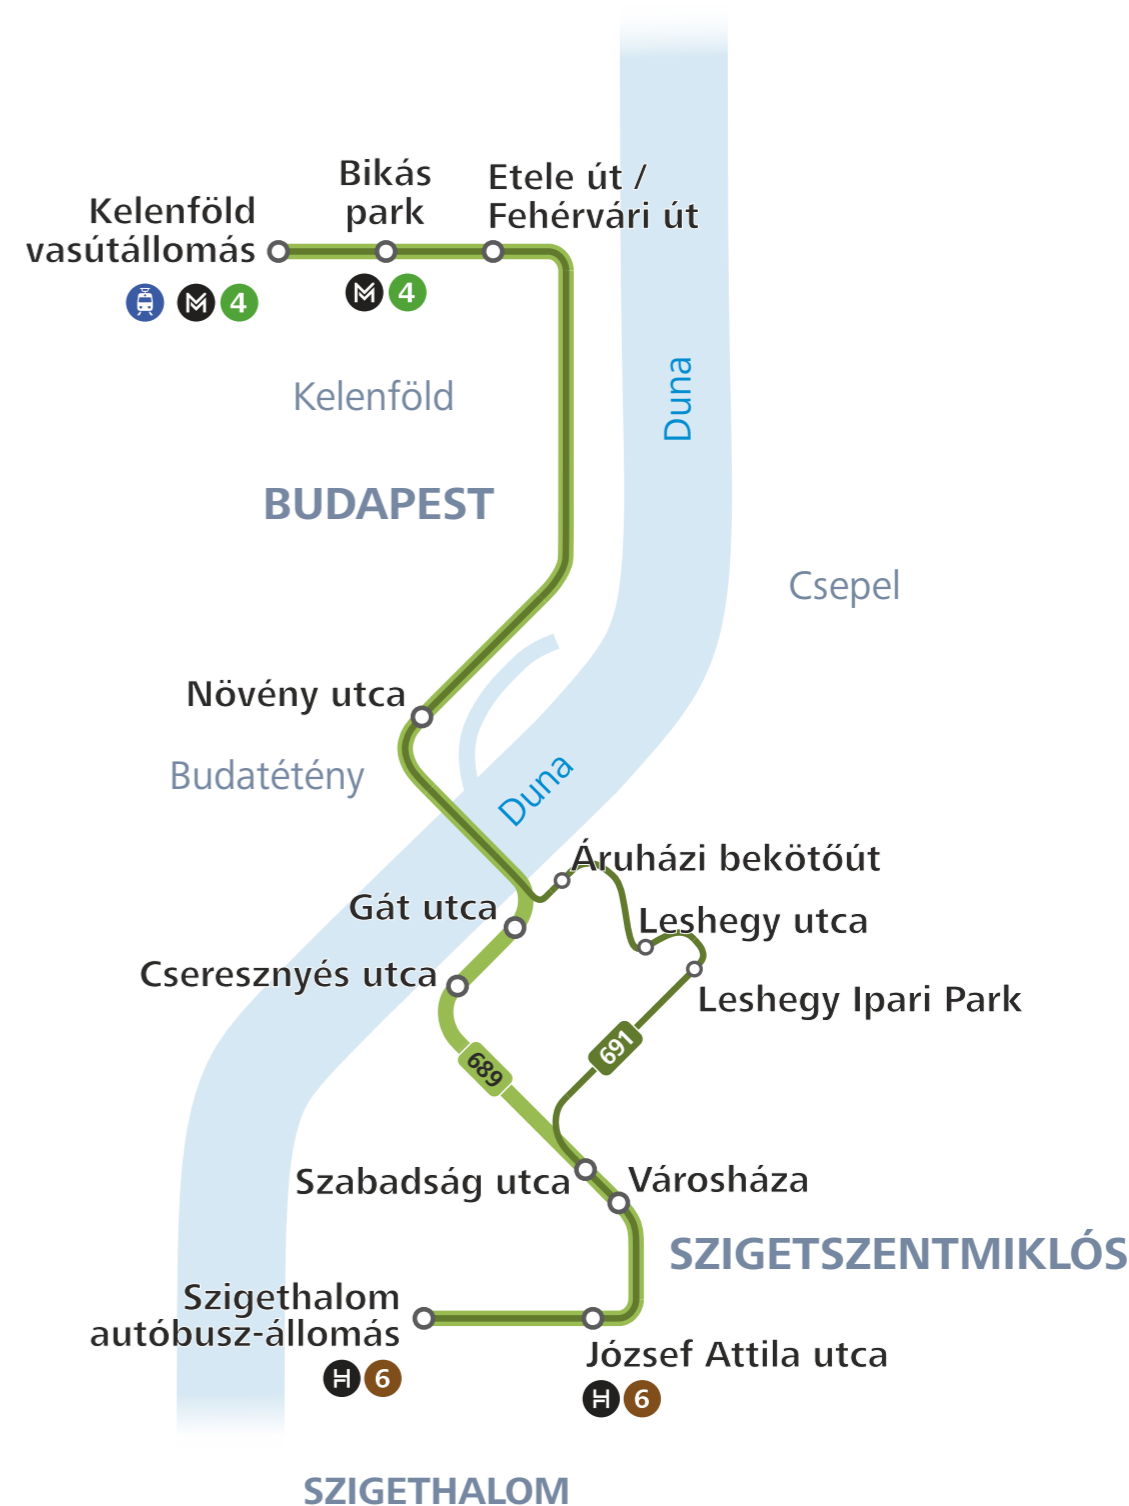 Bikás
park
Etele út /
Fehérvári út
Kelenföld
vasútállomás
M 4
M 4
Kelenföld
Duna
BUDAPEST
Csepel
Növény utca
Budatétény
Duna
Áruházi bekötőút
Gát utca
Leshegy utca
Cseresznyés utca
Leshegy Ipari Park
691
689
Szabadság utca
Városháza
SZIGETSZENTMIKLÓS
Szigethalom
autóbusz-állomás
H 6
József Attila utca
H 6
SZIGETHALOM